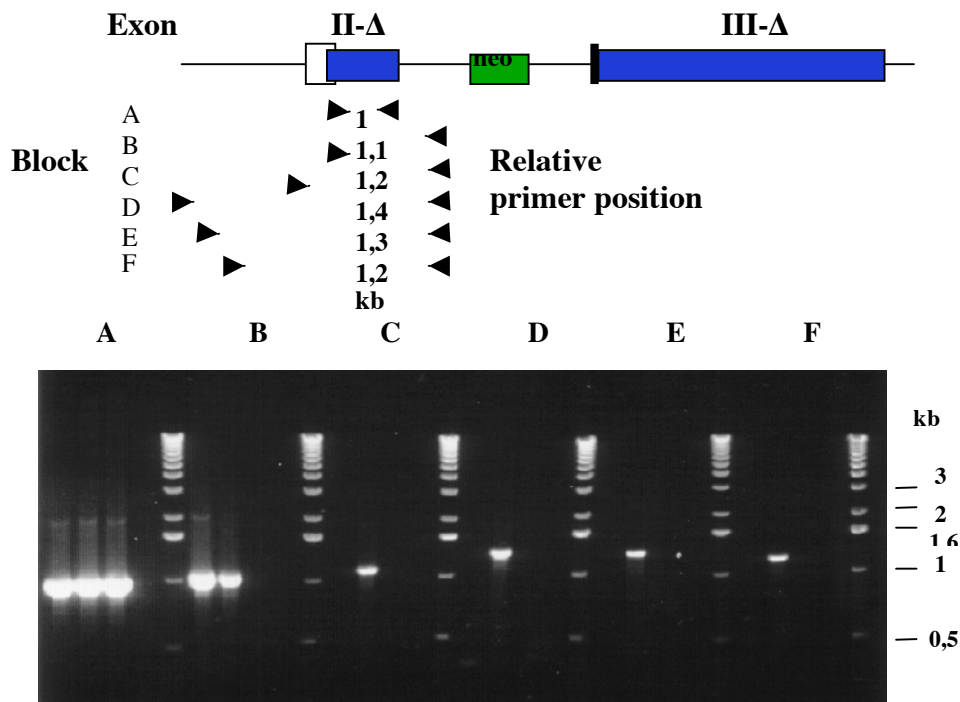 Exon II-Δ III-Δ
neo
A 1
B 1,1
Block C 1,2
Relative primer position
D 1,4
E 1,3
F 1,2
kb
A B C D E F
kb
3
2
1,6
1
0,5